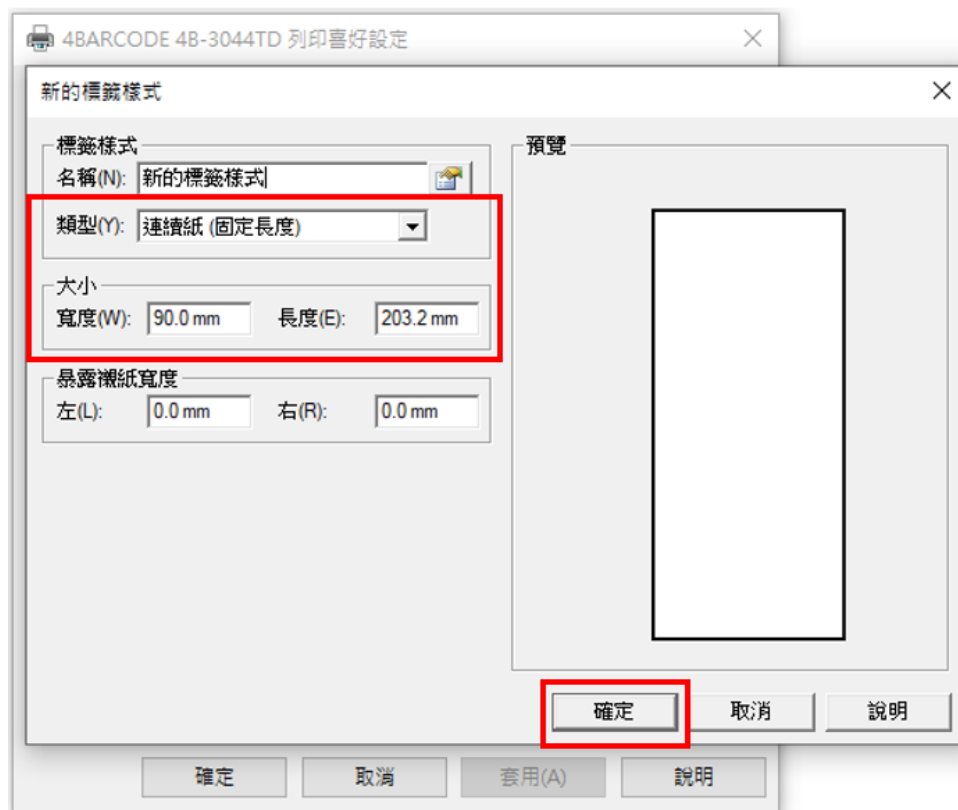 4BARCODE 4B-3044TD 列印喜好設定
新的標籤樣式
標籤樣式
名稱(N): 新的標籤樣式
類型(Y): 連續紙 (固定長度)
大小
寬度(W): 90.0 mm 長度(E): 203.2 mm
暴露襯紙寬度
左(L): 0.0 mm 右(R): 0.0 mm
預覽
確定 取消 說明
確定 取消 套用(A) 說明